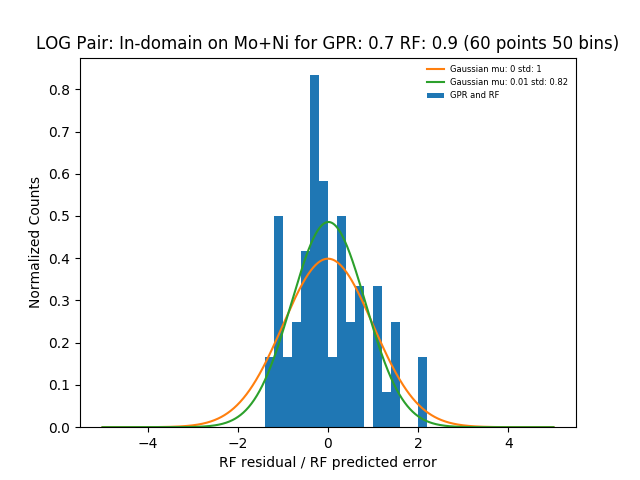 LOG Pair: In-domain on Mo+Ni for GPR: 0.7 RF: 0.9 (60 points 50 bins)
Gaussian mu: 0 std: 1
Gaussian mu: 0.01 std: 0.82
GPR and RF
Normalized Counts
0.8
0.7
0.6
0.5
0.4
0.3
0.2
0.1
0.0
−4 −2 0 2 4
RF residual / RF predicted error